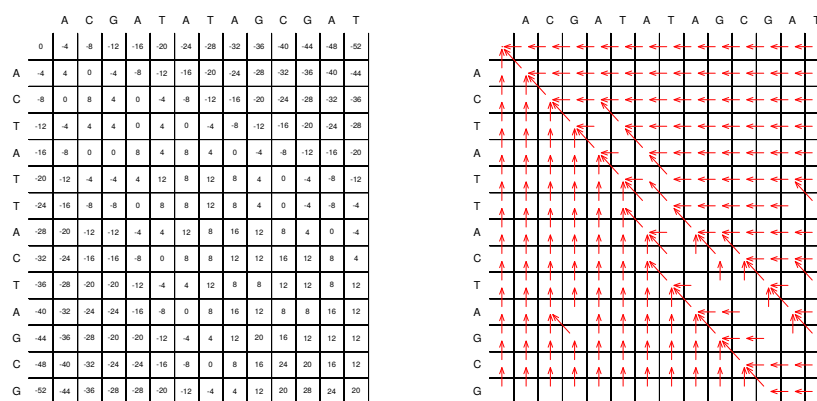 A C G A T A T A G C G A T A C G A T A T A G C G A T
0 -4 -8 -12 -16 -20 -24 -28 -32 -36 -40 -44 -48 -52
A -4 4 0 -4 -8 -12 -16 -20 -24 -28 -32 -36 -40 -44 A
C -8 0 8 4 0 -4 -8 -12 -16 -20 -24 -28 -32 -36 C
T -12 -4 4 4 0 4 0 -4 -8 -12 -16 -20 -24 -28 T
A -16 -8 0 0 8 4 8 4 0 -4 -8 -12 -16 -20 A
T -20 -12 -4 -4 4 12 8 12 8 4 0 -4 -8 -12 T
T -24 -16 -8 -8 0 8 8 12 8 4 0 -4 -8 -4 T
A -28 -20 -12 -12 -4 4 12 8 16 12 8 4 0 -4 A
C -32 -24 -16 -16 -8 0 8 8 12 12 16 12 8 4 C
T -36 -28 -20 -20 -12 -4 4 12 8 8 12 12 8 12 T
A -40 -32 -24 -24 -16 -8 0 8 16 12 8 8 16 12 A
G -44 -36 -28 -20 -20 -12 -4 4 12 20 16 12 12 12 G
C -48 -40 -32 -24 -24 -16 -8 0 8 16 24 20 16 12 C
G -52 -44 -36 -28 -28 -20 -12 -4 4 12 20 28 24 20 G